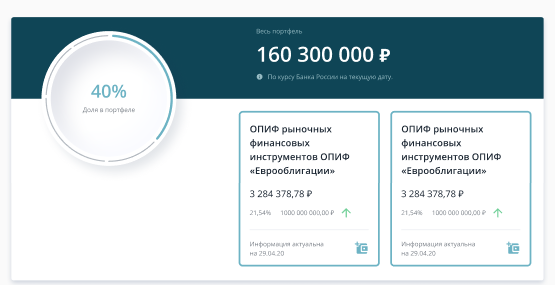 Весь портфель
160 300 000 ₽
По курсу Банка России на текущую дату.
40%
Доля в портфеле
ОПИФ рыночных
финансовых
инструментов ОПИФ
«Еврооблигации»
3 284 378,78 ₽
21,54% 1000 000 000,00 ₽
Информация актуальна
на 29.04.20
ОПИФ рыночных
финансовых
инструментов ОПИФ
«Еврооблигации»
3 284 378,78 ₽
21,54% 1000 000 000,00 ₽
Информация актуальна
на 29.04.20